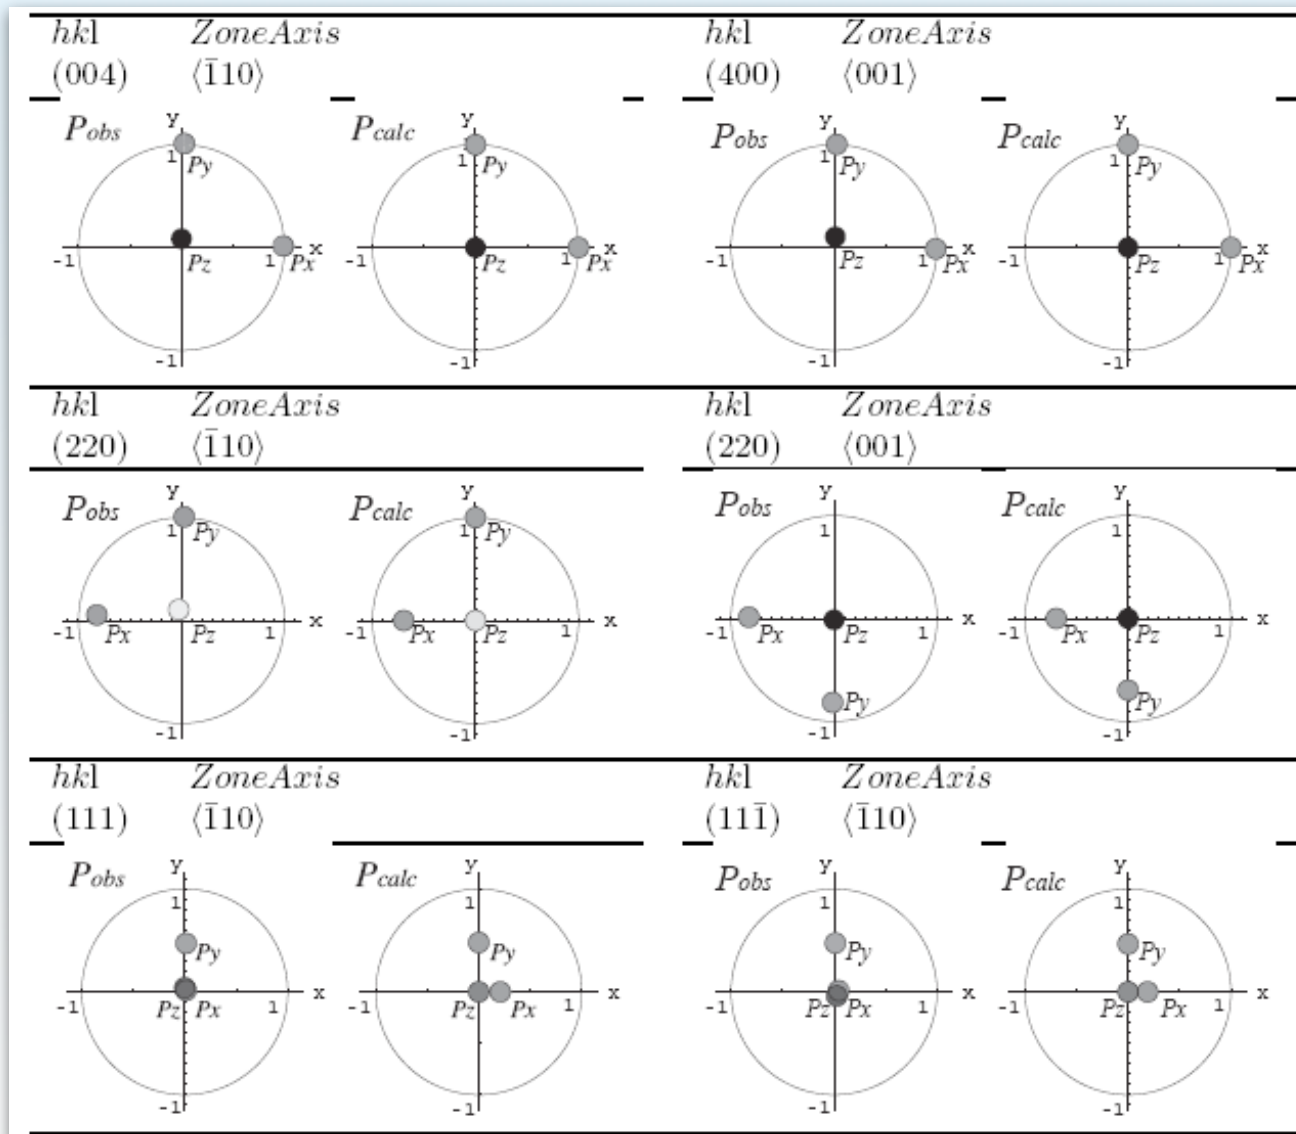 hkl ZoneAxis hkl ZoneAxis
(004) ⟨1̄10⟩ (400) ⟨001⟩
Pobs y Pcalc y Pobs y Pcalc y
1 Py 1 Py 1 Py 1 Py
-1 Pz 1 Px x -1 Pz 1 Px x -1 Pz 1 Px x -1 Pz 1 Px x
-1 -1 -1 -1
hkl ZoneAxis hkl ZoneAxis
(220) ⟨1̄10⟩ (220) ⟨001⟩
Pobs y Pcalc y Pobs y Pcalc y
1 Py 1 Py 1 1
-1 Px Pz 1 x -1 Px Pz 1 x -1 Px Pz 1 x -1 Px Pz 1 x
Py Py
-1 -1 -1 -1
hkl ZoneAxis hkl ZoneAxis
(111) ⟨1̄10⟩ (111̄) ⟨1̄10⟩
Pobs y Pcalc y Pobs y Pcalc y
1 1 1 1
Py Py Py Py
-1 Pz Px 1 x -1 Pz Px 1 x -1 Pz Px 1 x -1 Pz Px 1 x
-1 -1 -1 -1